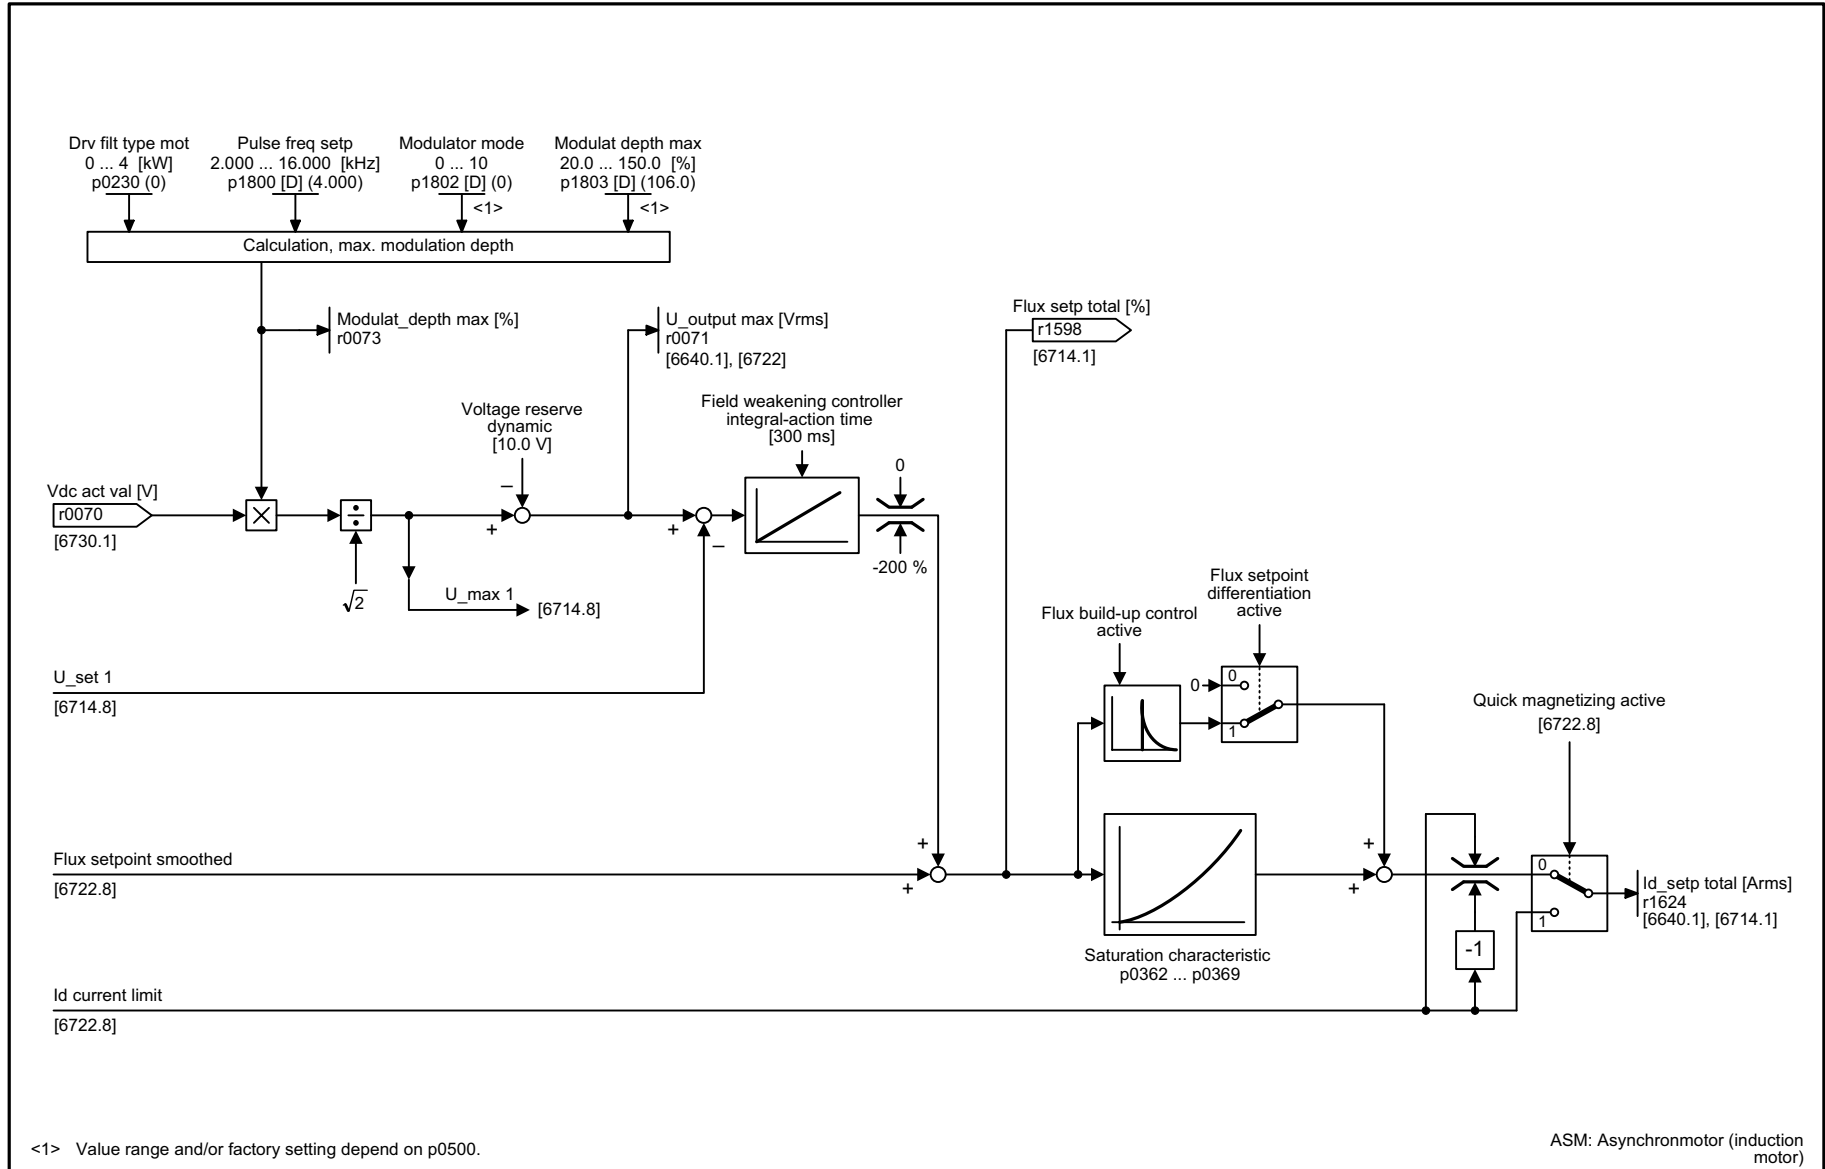 Drv filt type mot
0 ... 4 [kW]
p0230 (0)
Pulse freq setp
2.000 ... 16.000 [kHz]
p1800 [D] (4.000)
Modulator mode
0 ... 10
p1802 [D] (0)
<1>
Modulat depth max
20.0 ... 150.0 [%]
p1803 [D] (106.0)
<1>
Calculation, max. modulation depth
Modulat_depth max [%]
r0073
U_output max [Vrms]
r0071
[6640.1], [6722]
Flux setp total [%]
r1598
[6714.1]
Voltage reserve
dynamic
[10.0 V]
Field weakening controller
integral-action time
[300 ms]
0
-200 %
Vdc act val [V]
r0070
[6730.1]
×
÷
√2
–
+
+
–
U_max 1
[6714.8]
U_set 1
[6714.8]
Flux build-up control
active
Flux setpoint
differentiation
active
0
0
1
Quick magnetizing active
[6722.8]
Flux setpoint smoothed
[6722.8]
+
+
+
+
Saturation characteristic
p0362 ... p0369
0
1
-1
Id_setp total [Arms]
r1624
[6640.1], [6714.1]
Id current limit
[6722.8]
<1> Value range and/or factory setting depend on p0500.
ASM: Asynchronmotor (induction
motor)